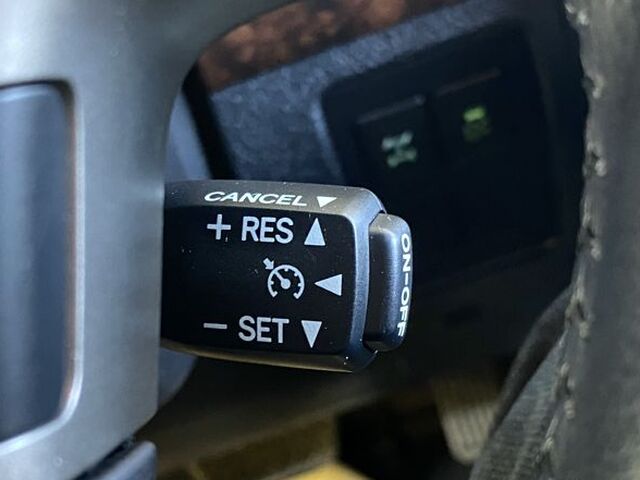 CANCEL ▼
+ RES ▲
◀
− SET ▼
ON-OFF